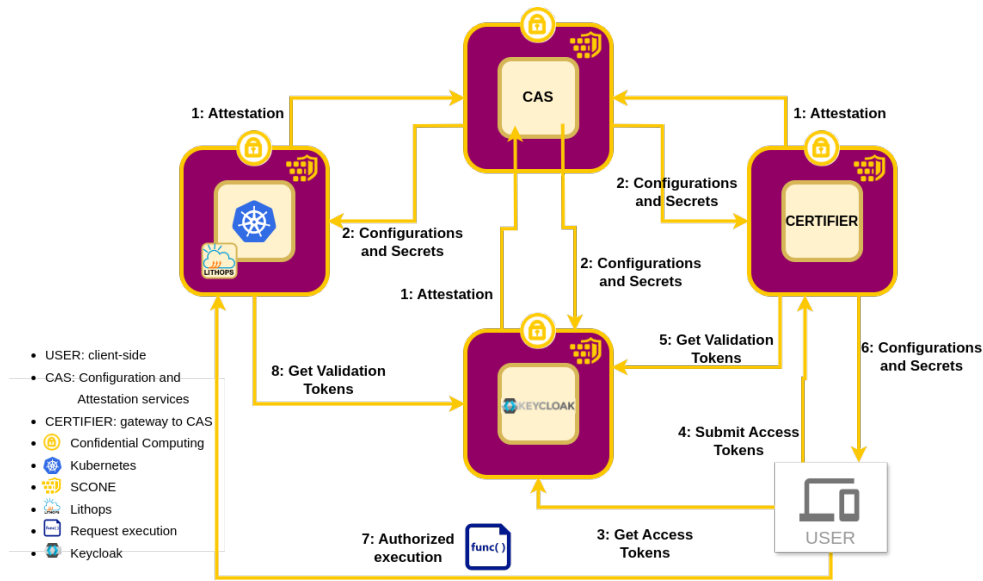 CAS
1: Attestation
1: Attestation
2: Configurations
and Secrets
CERTIFIER
2: Configurations
and Secrets
LITHOPS
2: Configurations
and Secrets
1: Attestation
5: Get Validation
Tokens
6: Configurations
and Secrets
8: Get Validation
Tokens
KEYCLOAK
4: Submit Access
Tokens
USER
3: Get Access
Tokens
7: Authorized
execution
func( )
USER: client-side
CAS: Configuration and
Attestation services
CERTIFIER: gateway to CAS
Confidential Computing
Kubernetes
SCONE
LITHOPS
Lithops
func( )
Request execution
Keycloak